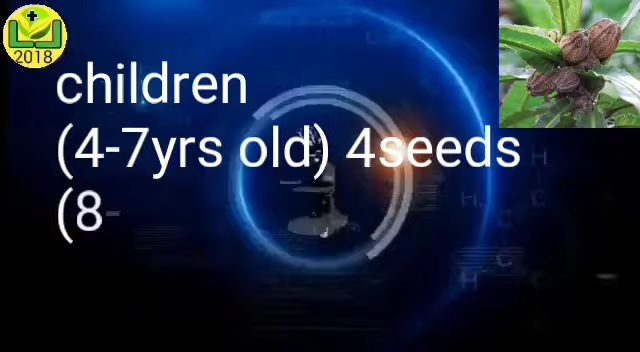 2018
children
(4-7yrs old) 4seeds
(8-